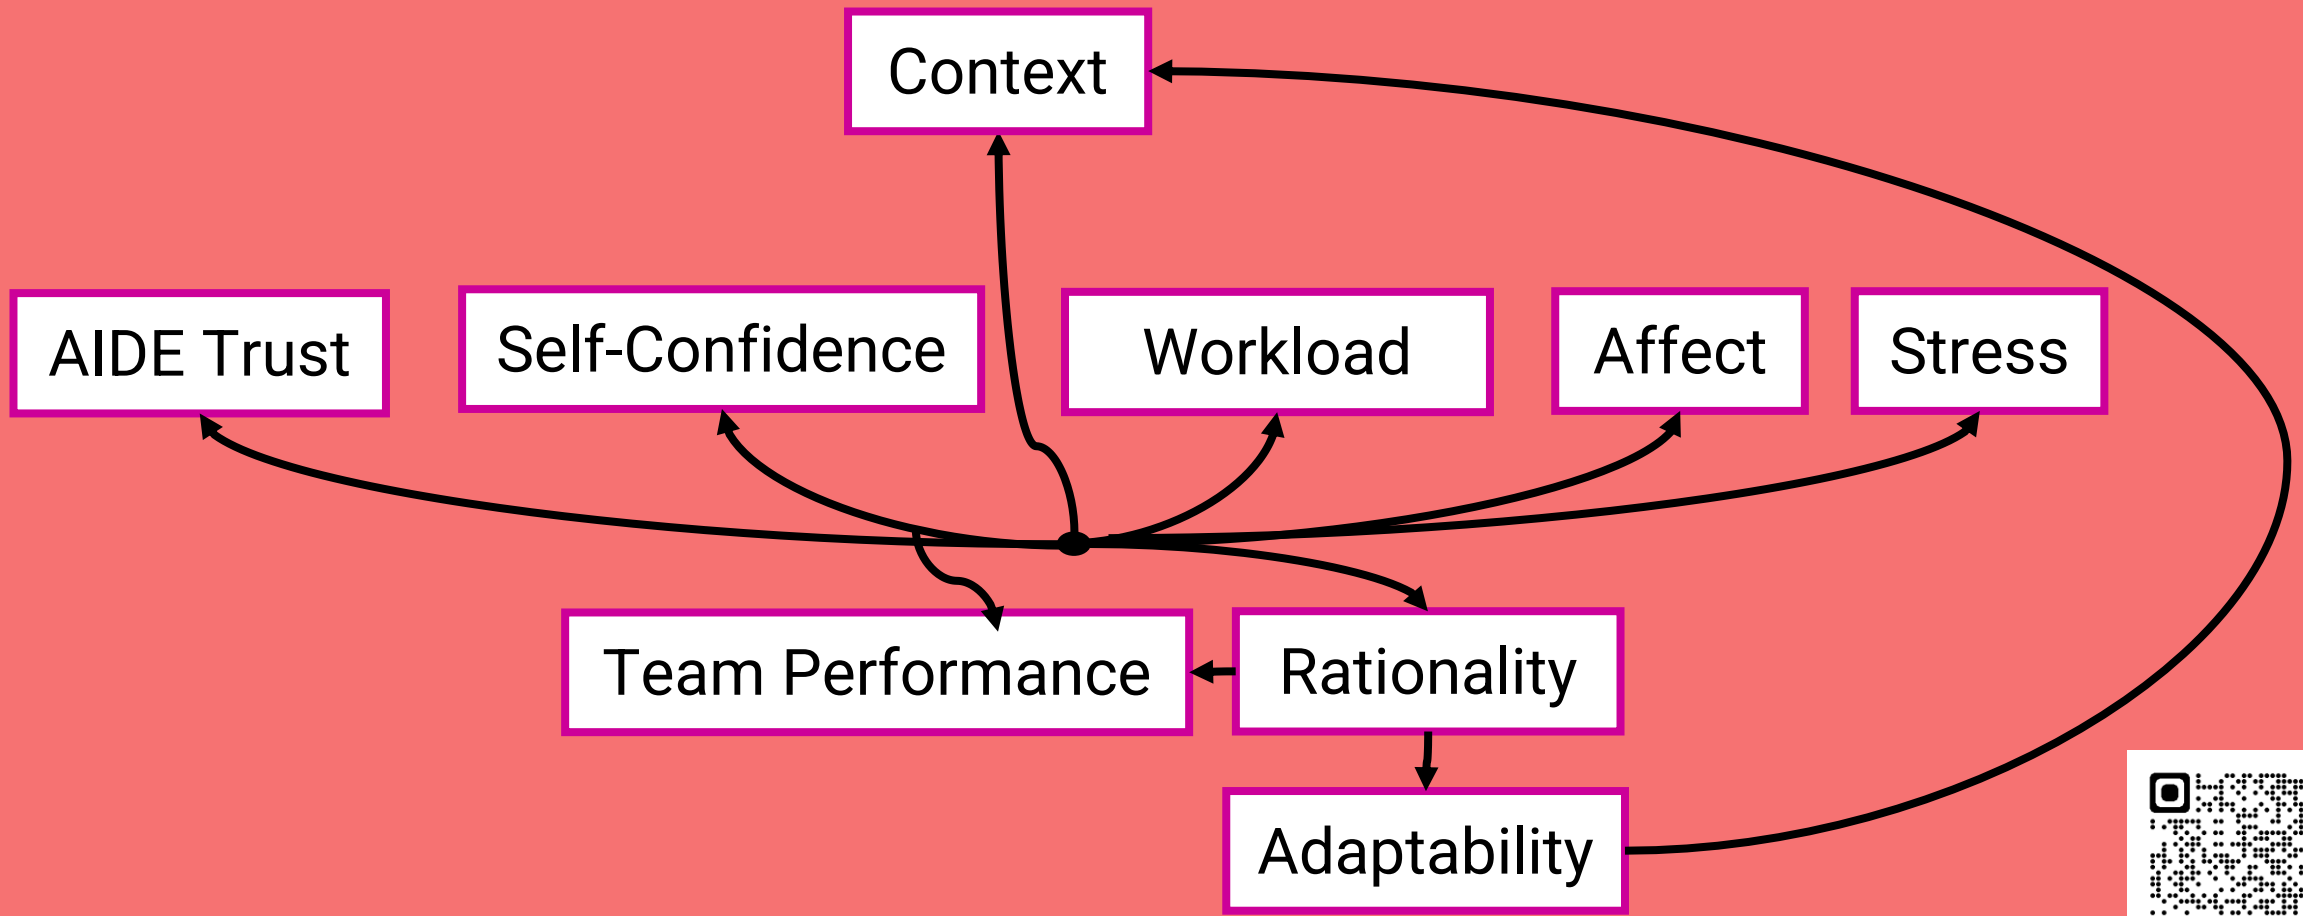 Context
AIDE Trust
Self-Confidence
Workload
Affect
Stress
Team Performance
Rationality
Adaptability